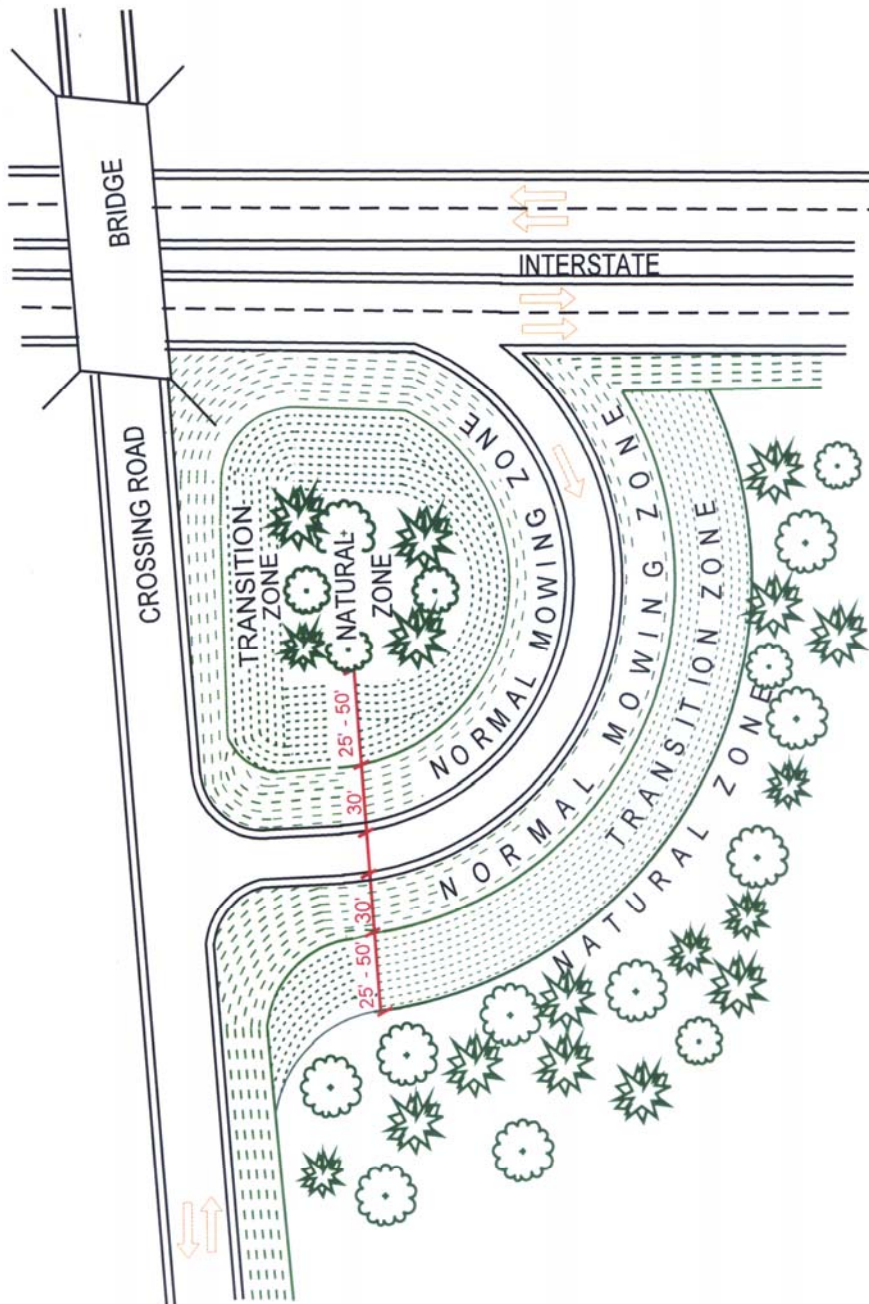 BRIDGE
INTERSTATE
CROSSING ROAD
NORMAL MOWING ZONE
TRANSITION
ZONE
NATURAL
ZONE
NORMAL MOWING ZONE
TRANSITION ZONE
NATURAL ZONE
25' - 50'
30'
30'
25' - 50'